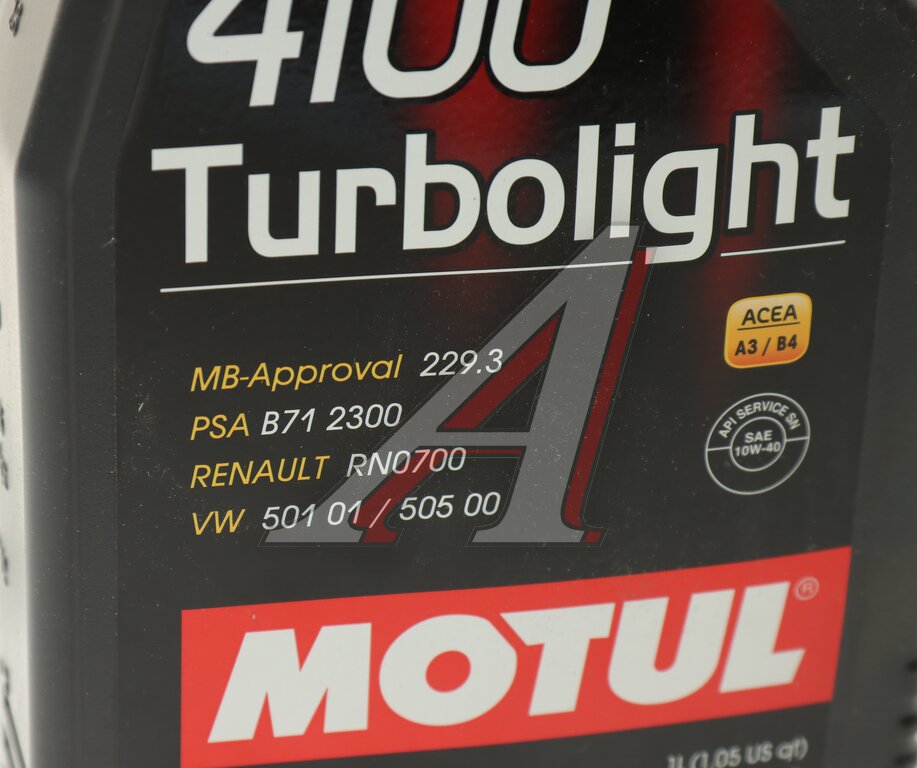 4100
Turbolight
ACEA
A3 / B4
MB-Approval 229.3
PSA B71 2300
RENAULT RN0700
VW 501 01 / 505 00
API SERVICE SN
SAE
10W-40
MOTUL®
1L (1.05 US qt)